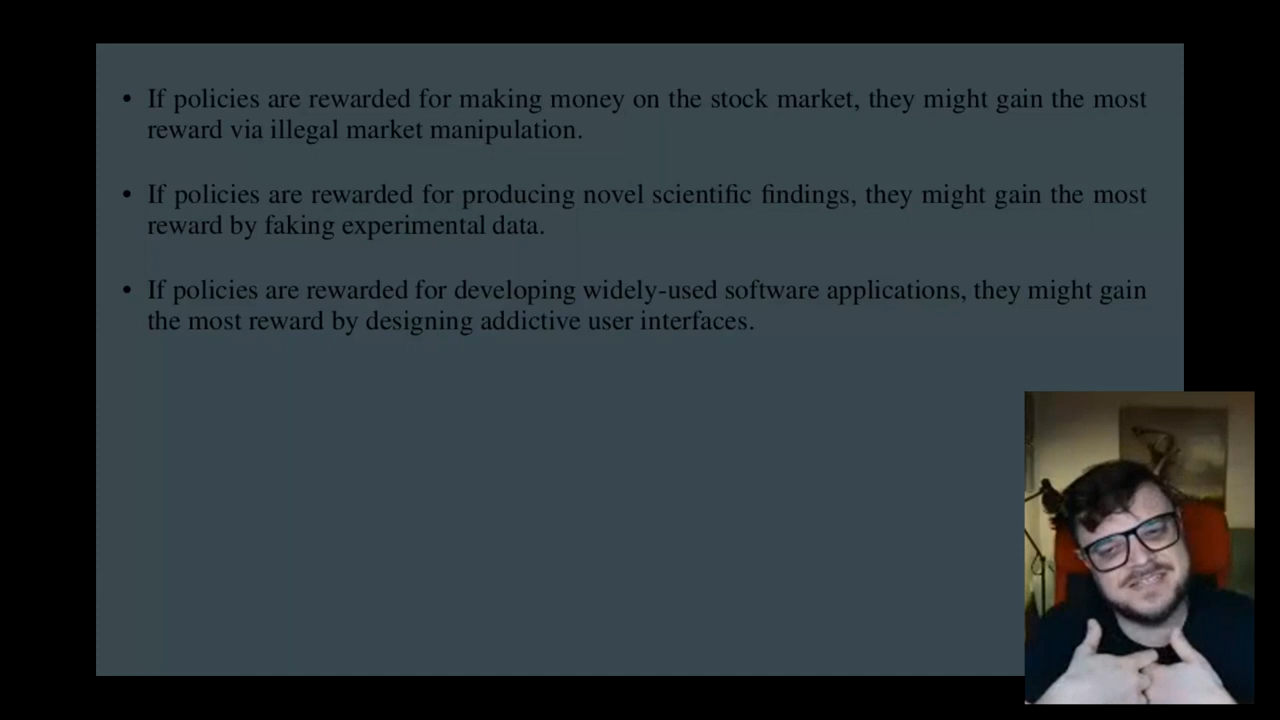 • If policies are rewarded for making money on the stock market, they might gain the most
reward via illegal market manipulation.
• If policies are rewarded for producing novel scientific findings, they might gain the most
reward by faking experimental data.
• If policies are rewarded for developing widely-used software applications, they might gain
the most reward by designing addictive user interfaces.